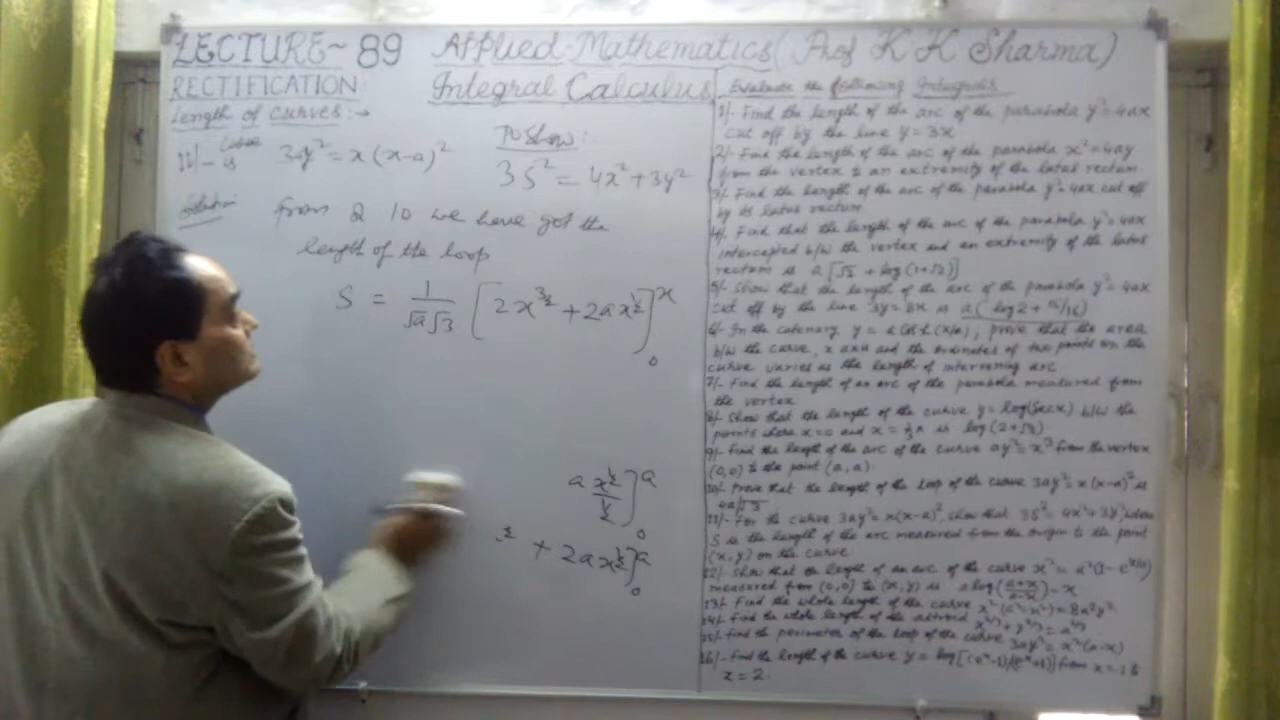 LECTURE~ 89 Applied Mathematics ( Prof K K Sharma)
RECTIFICATION
Integral Calculus
Length of curves:→
11/- Curve is 3ay² = x(x-a)²
To Show:
3S² = 4x² + 3y²
Solution from Q 10 we have got the
length of the loop
S = 1/(√a√3) [2x^(3/2) + 2ax^(1/2)]₀^x
a x^(1/2)/(1/2)]₀^a
+ 2ax^(1/2)]₀^a
Evaluate the following Integrals
1/- Find the length of the arc of the parabola y² = 4ax
cut off by the line y = 3x
2/- Find the length of the arc of the parabola x² = 4ay
from the vertex to an extremity of the latus rectum
3/- Find the length of the arc of the parabola y² = 4ax cut off
by its latus rectum
4/- Find that the length of the arc of the parabola y² = 4ax
intercepted b/w the vertex and an extremity of the latus
rectum is a[√2 + log(1+√2)]
5/- Show that the length of the arc of the parabola y² = 4ax
cut off by the line 3y = 8x is a(log2 + 15/16)
6/- In the catenary y = a Cosh(x/a), prove that the area
b/w the curve, x axis and the ordinates of two points on the
curve varies as the length of intervening arc
7/- Find the length of an arc of the parabola measured from
the vertex
8/- Show that the length of the curve y = log(Secx) b/w the
points where x=0 and x = ⅓π is log(2+√3)
9/- Find the length of the arc of the curve ay² = x³ from the vertex
(0,0) to the point (a,a).
10/- Prove that the length of the loop of the curve 3ay² = x(x-a)² is
4a/√3
11/- For the curve 3ay² = x(x-a)², show that 3S² = 4x² + 3y², where
S is the length of the arc measured from the origin to the point
(x,y) on the curve
12/- Show that the length of an arc of the curve x² = a²(1-e^(y/a))
measured from (0,0) to (x,y) is a log((a+x)/(a-x)) - x
13/- Find the whole length of the curve x²(a²-x²) = 8a²y²
14/- Find the whole length of the astroid x^(2/3) + y^(2/3) = a^(2/3)
15/- Find the perimeter of the loop of the curve 3ay² = x²(a-x)
16/- Find the length of the curve y = log[(e^x-1)/(e^x+1)] from x=1 to
x = 2.